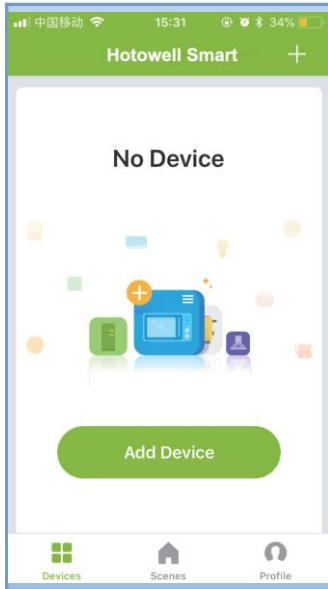 中国移动 15:31 34%
Hotowell Smart +
No Device
Add Device
Devices Scenes Profile